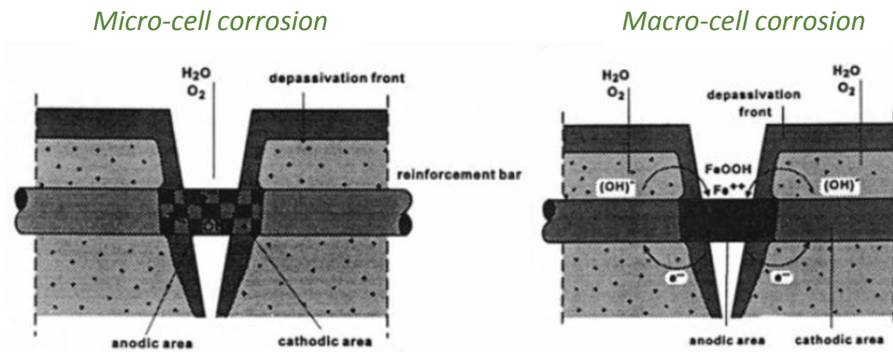 Micro-cell corrosion
H2O
O2
depassivation front
reinforcement bar
anodic area
cathodic area
Macro-cell corrosion
H2O
O2
H2O
O2
depassivation
front
FeOOH
Fe++
(OH)-
(OH)-
e-
e-
anodic area
cathodic area